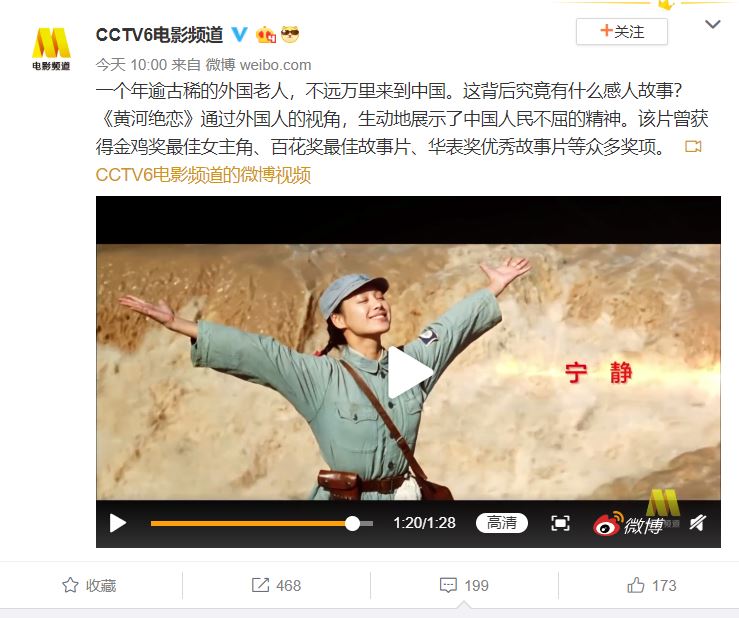 CCTV6电影频道
+关注
电影频道
今天 10:00 来自 微博 weibo.com
一个年逾古稀的外国老人，不远万里来到中国。这背后究竟有什么感人故事？
《黄河绝恋》通过外国人的视角，生动地展示了中国人民不屈的精神。该片曾获
得金鸡奖最佳女主角、百花奖最佳故事片、华表奖优秀故事片等众多奖项。
CCTV6电影频道的微博视频
宁 静
1:20/1:28
高清
微博
收藏
468
199
173